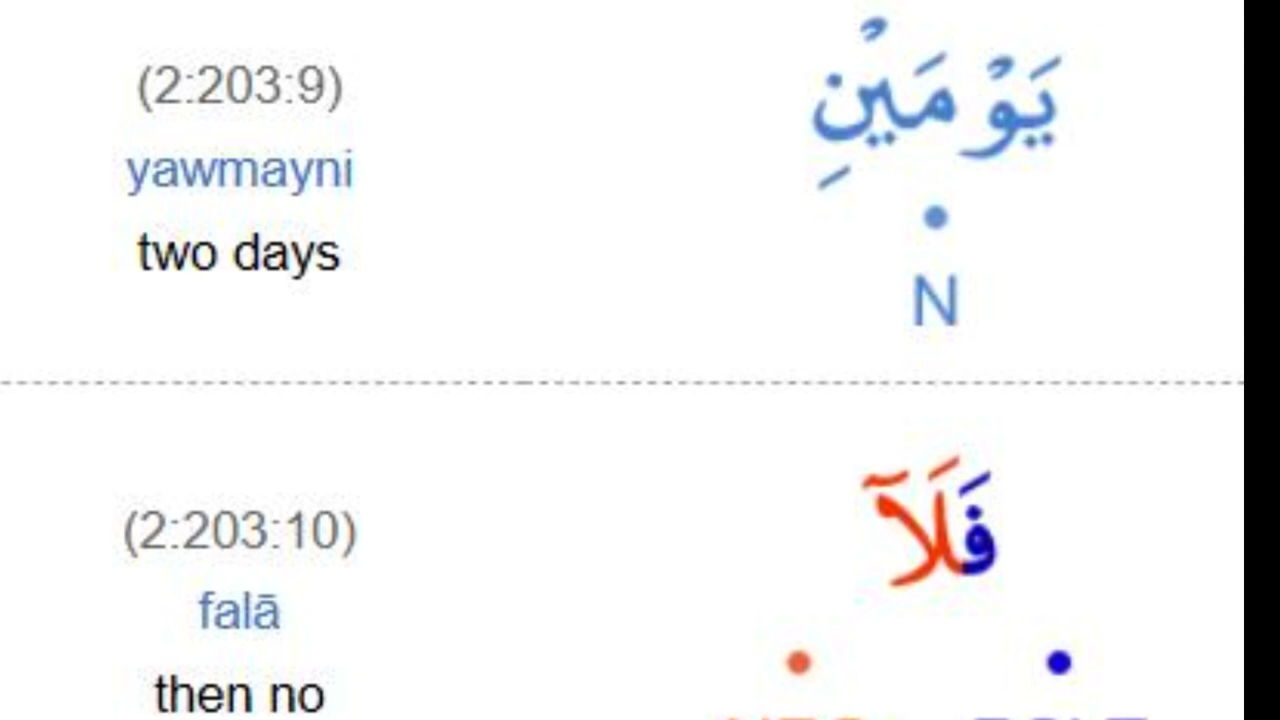 (2:203:9)
yawmayni
two days
يَوْمَيْنِ
N
(2:203:10)
falā
then no
فَلَآ